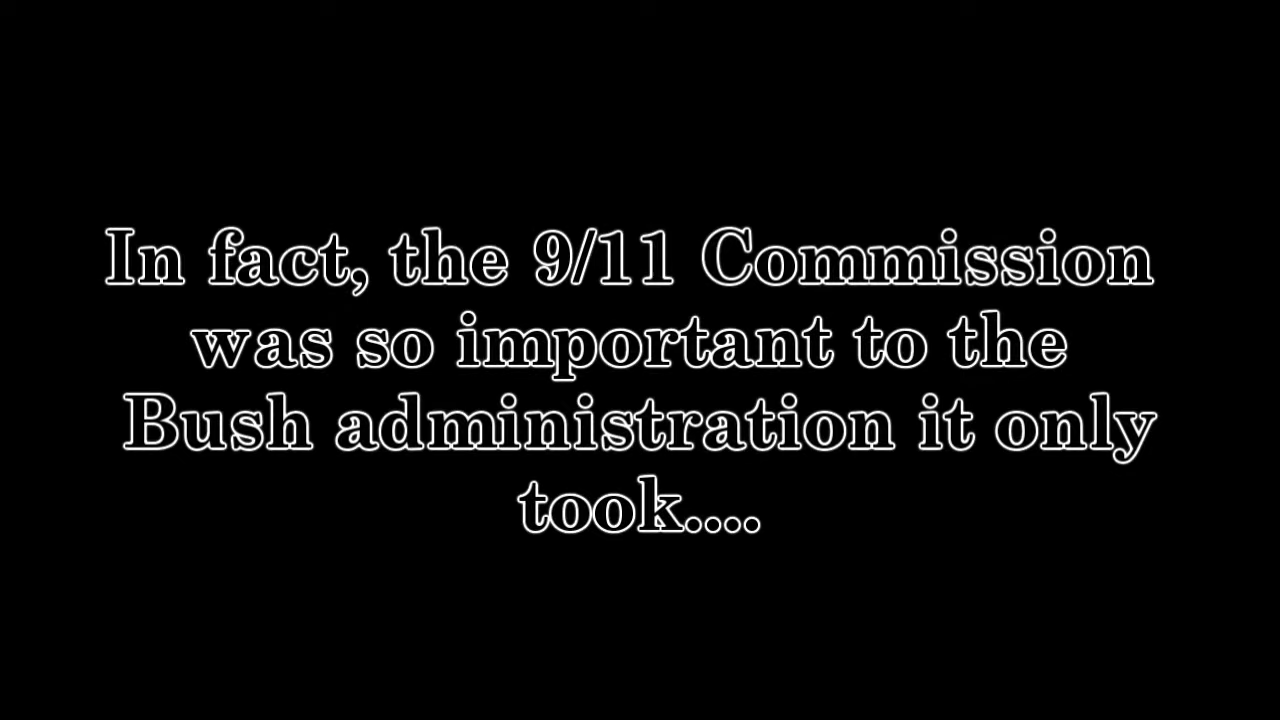 In fact, the 9/11 Commission
was so important to the
Bush administration it only
took....